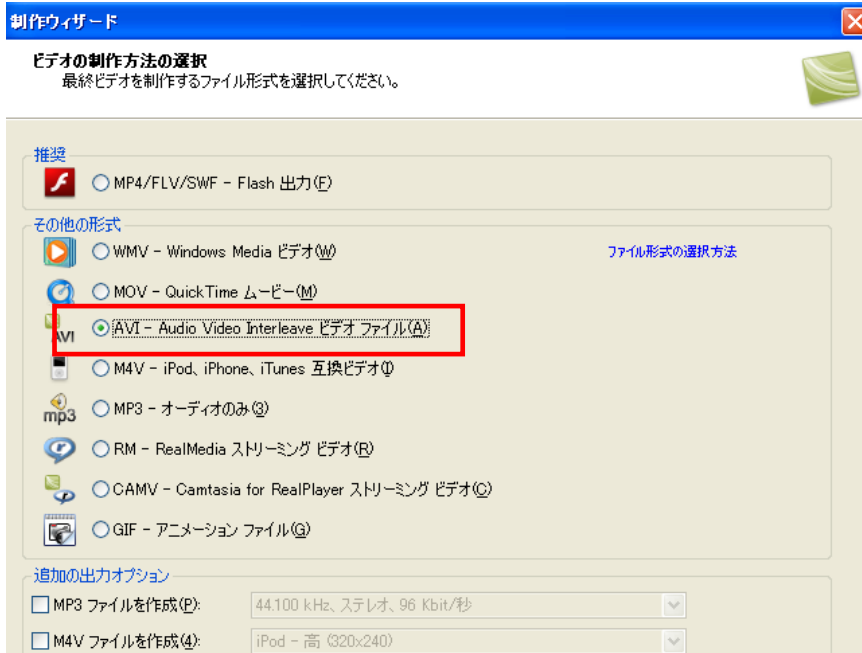 制作ウィザード
ビデオの制作方法の選択
最終ビデオを制作するファイル形式を選択してください。
推奨
MP4/FLV/SWF - Flash 出力(F)
その他の形式
WMV - Windows Media ビデオ(W)
ファイル形式の選択方法
MOV - QuickTime ムービー(M)
AVI
AVI - Audio Video Interleave ビデオ ファイル(A)
M4V - iPod、iPhone、iTunes 互換ビデオ(I)
mp3
MP3 - オーディオのみ(3)
RM - RealMedia ストリーミング ビデオ(R)
CAMV - Camtasia for RealPlayer ストリーミング ビデオ(C)
GIF - アニメーション ファイル(G)
追加の出力オプション
MP3 ファイルを作成(P): 44.100 kHz、ステレオ、96 Kbit/秒
M4V ファイルを作成(4): iPod - 高 (320x240)